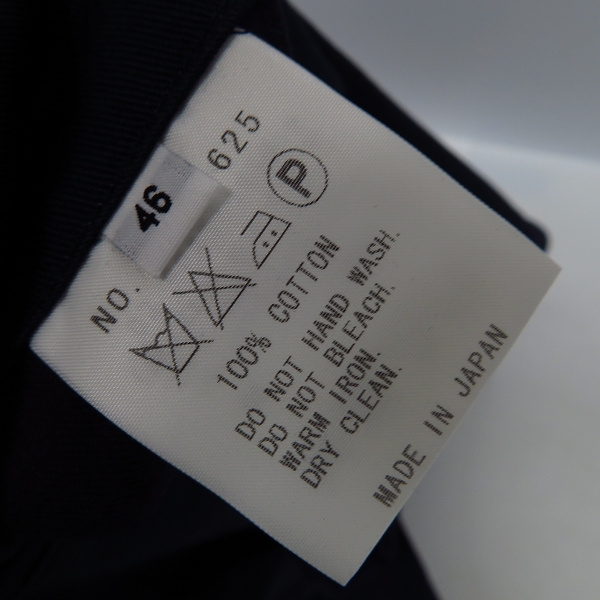 NO. 625
46
P
100% COTTON
DO NOT HAND WASH.
DO NOT BLEACH.
WARM IRON.
DRY CLEAN.
MADE IN JAPAN